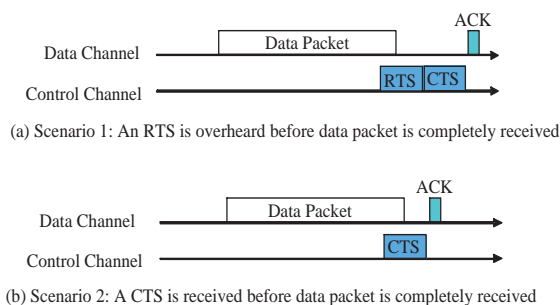 ACK
Data Channel
Data Packet
RTS
CTS
Control Channel
(a) Scenario 1: An RTS is overheard before data packet is completely received
ACK
Data Channel
Data Packet
CTS
Control Channel
(b) Scenario 2: A CTS is received before data packet is completely received